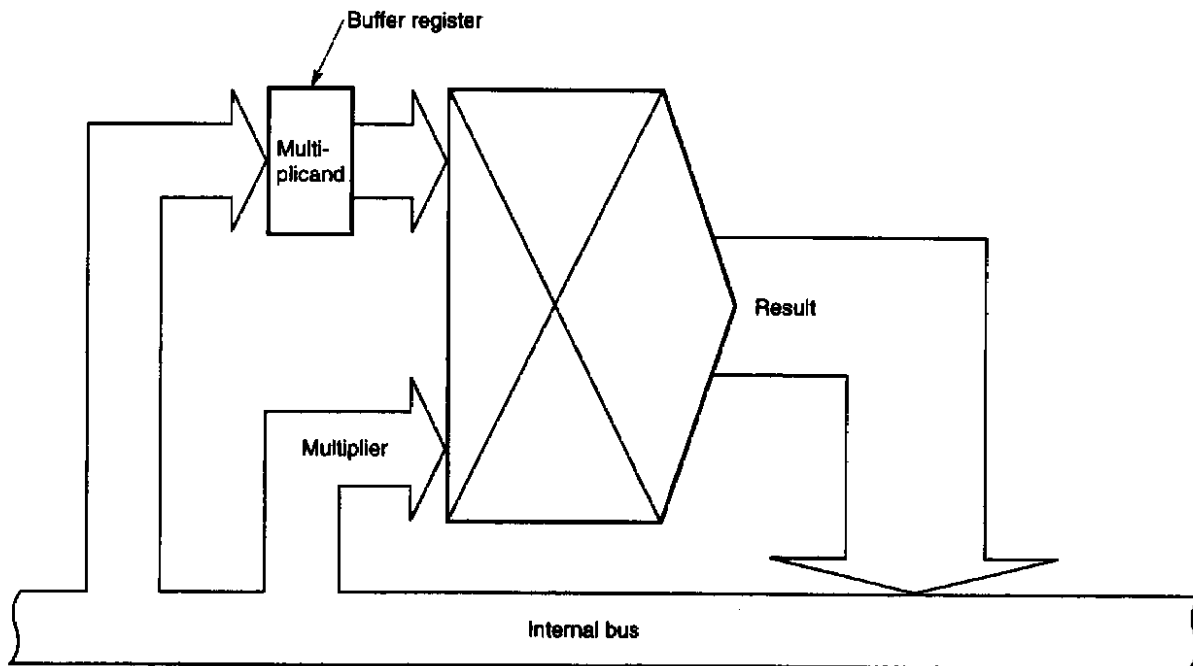 Buffer register
Multi-
plicand
Result
Multiplier
Internal bus